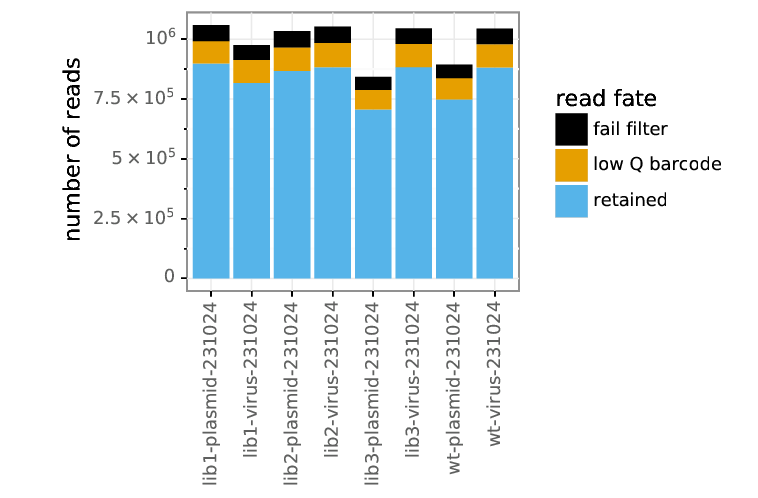 number of reads
10⁶
7.5 × 10⁵
5 × 10⁵
2.5 × 10⁵
0
lib1-plasmid-231024
lib1-virus-231024
lib2-plasmid-231024
lib2-virus-231024
lib3-plasmid-231024
lib3-virus-231024
wt-plasmid-231024
wt-virus-231024
read fate
fail filter
low Q barcode
retained